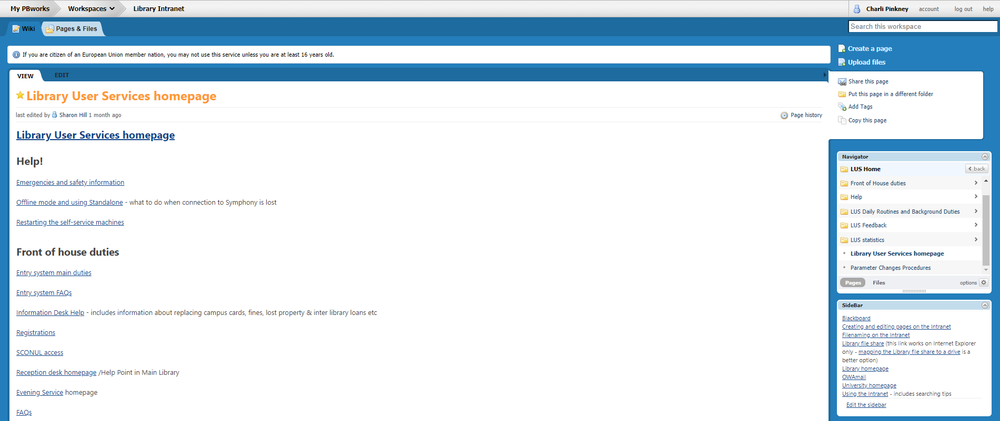 My PBworks
Workspaces
Library Intranet
Charli Pinkney
account
log out
help
Wiki
Pages & Files
Search this workspace
If you are citizen of an European Union member nation, you may not use this service unless you are at least 16 years old.
Create a page
Upload files
VIEW
EDIT
Library User Services homepage
last edited by Sharon Hill 1 month ago
Page history
Library User Services homepage
Help!
Emergencies and safety information
Offline mode and using Standalone - what to do when connection to Symphony is lost
Restarting the self-service machines
Front of house duties
Entry system main duties
Entry system FAQs
Information Desk Help - includes information about replacing campus cards, fines, lost property & inter library loans etc
Registrations
SCONUL access
Reception desk homepage /Help Point in Main Library
Evening Service homepage
FAQs
Share this page
Put this page in a different folder
Add Tags
Copy this page
Navigator
LUS Home
back
Front of House duties
Help
LUS Daily Routines and Background Duties
LUS Feedback
LUS statistics
Library User Services homepage
Parameter Changes Procedures
Pages
Files
options
SideBar
Blackboard
Creating and editing pages on the Intranet
Filenaming on the Intranet
Library file share (this link works on Internet Explorer
only - mapping the Library file share to a drive is a
better option)
Library homepage
OWAmail
University homepage
Using the Intranet - includes searching tips
Edit the sidebar